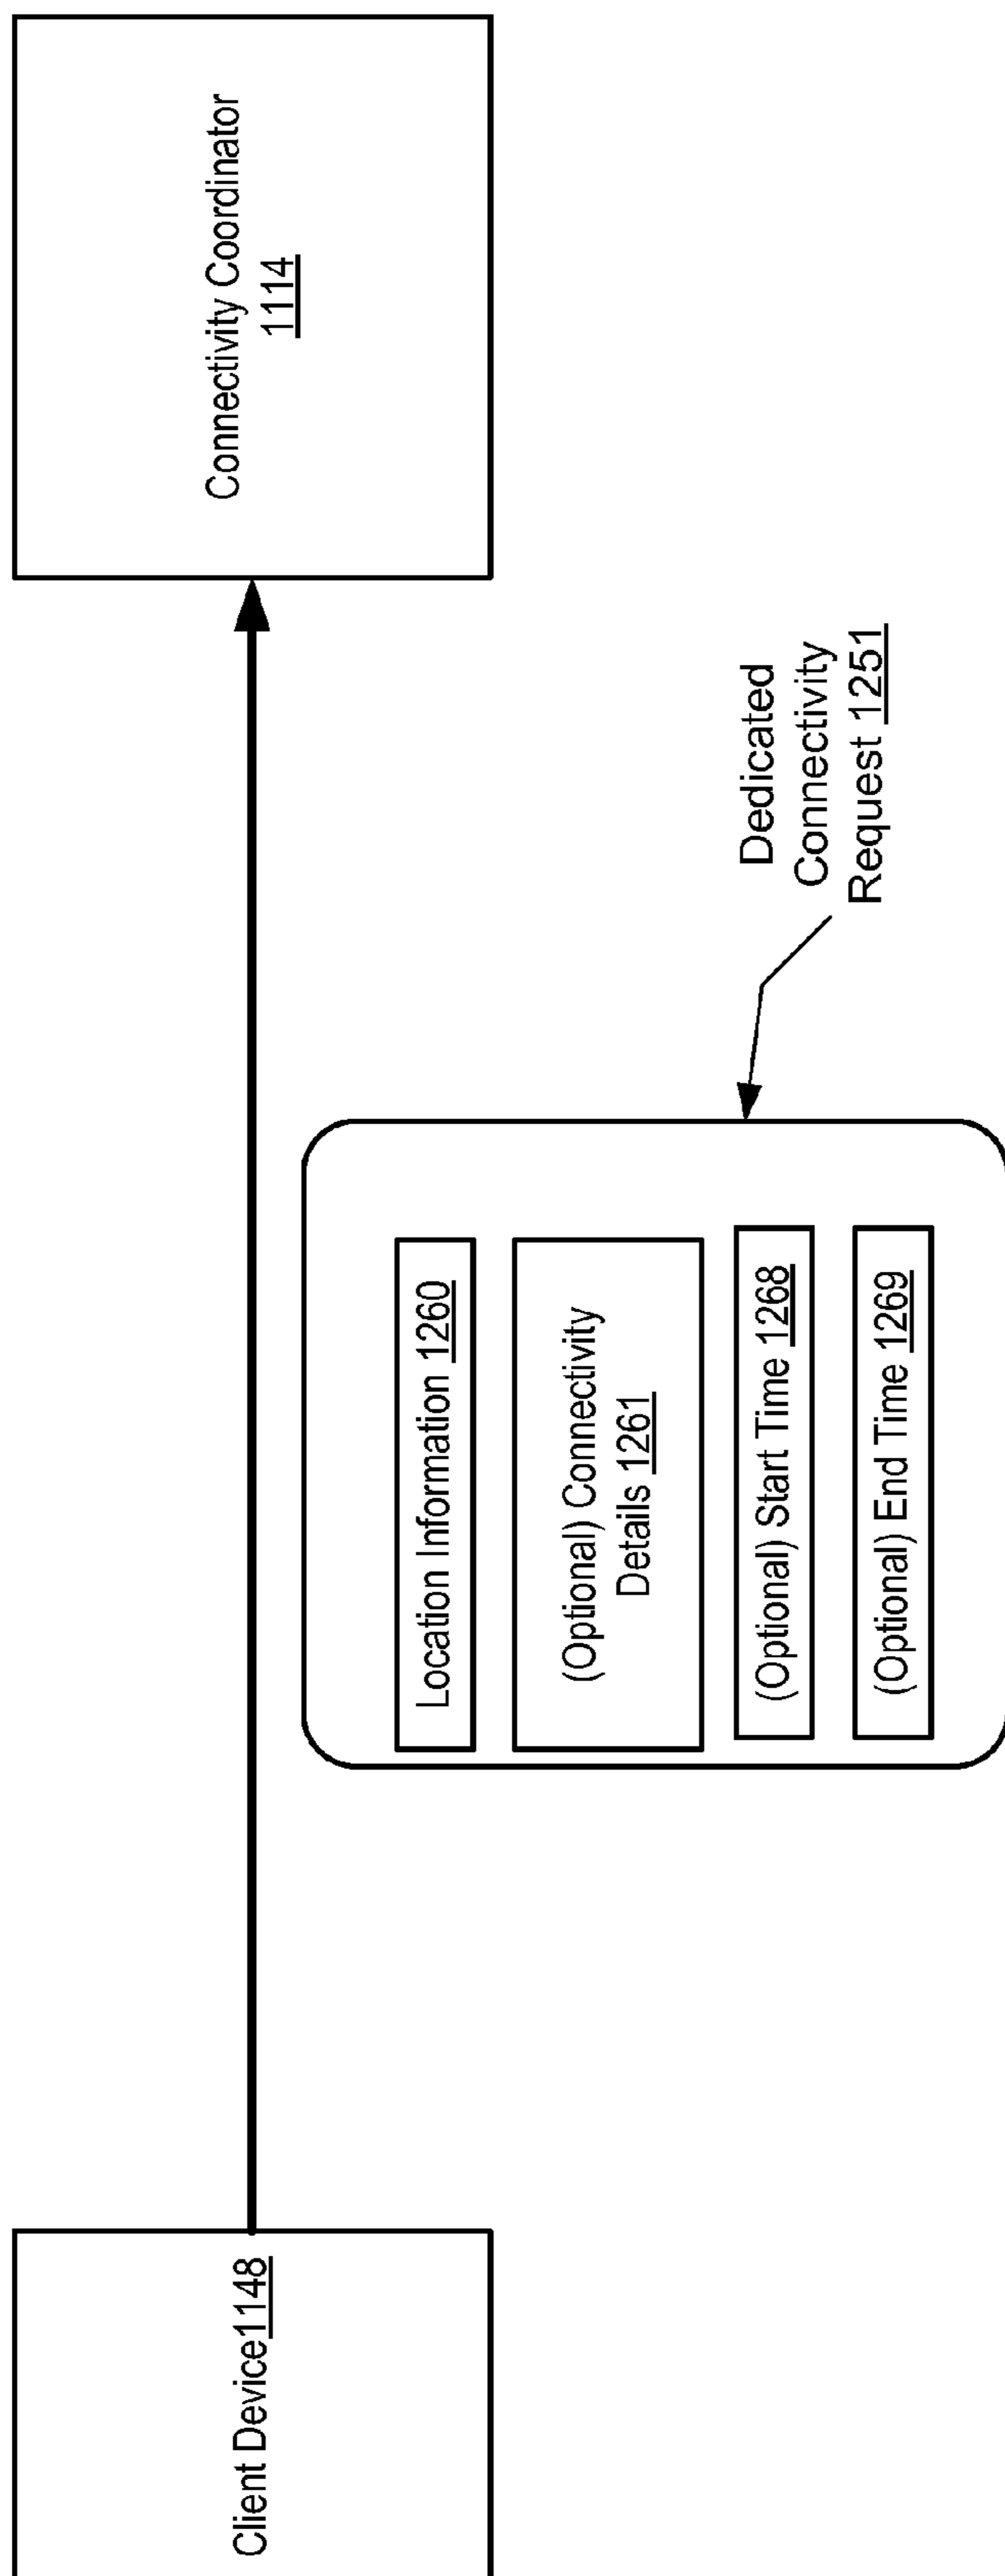 Client Device1148
Connectivity Coordinator
1114
Location Information 1260
(Optional) Connectivity
Details 1261
(Optional) Start Time 1268
(Optional) End Time 1269
Dedicated
Connectivity
Request 1251